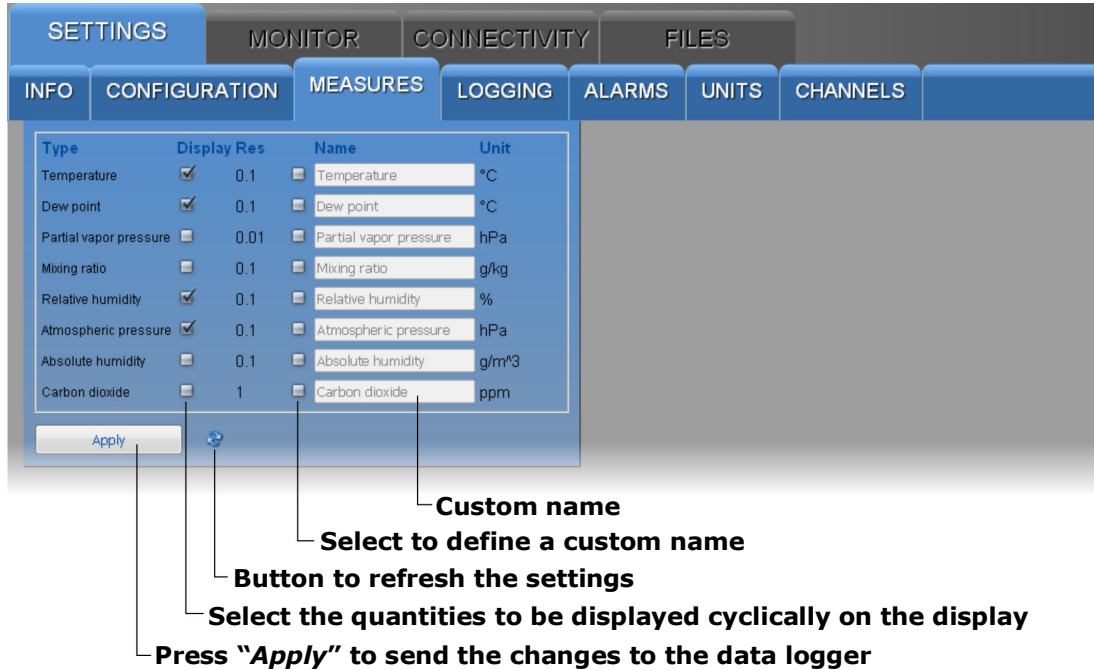 SETTINGS MONITOR CONNECTIVITY FILES
INFO CONFIGURATION MEASURES LOGGING ALARMS UNITS CHANNELS
Type Display Res Name Unit
Temperature 0.1 Temperature °C
Dew point 0.1 Dew point °C
Partial vapor pressure 0.01 Partial vapor pressure hPa
Mixing ratio 0.1 Mixing ratio g/kg
Relative humidity 0.1 Relative humidity %
Atmospheric pressure 0.1 Atmospheric pressure hPa
Absolute humidity 0.1 Absolute humidity g/m^3
Carbon dioxide 1 Carbon dioxide ppm
Apply
Custom name
Select to define a custom name
Button to refresh the settings
Select the quantities to be displayed cyclically on the display
Press “Apply” to send the changes to the data logger